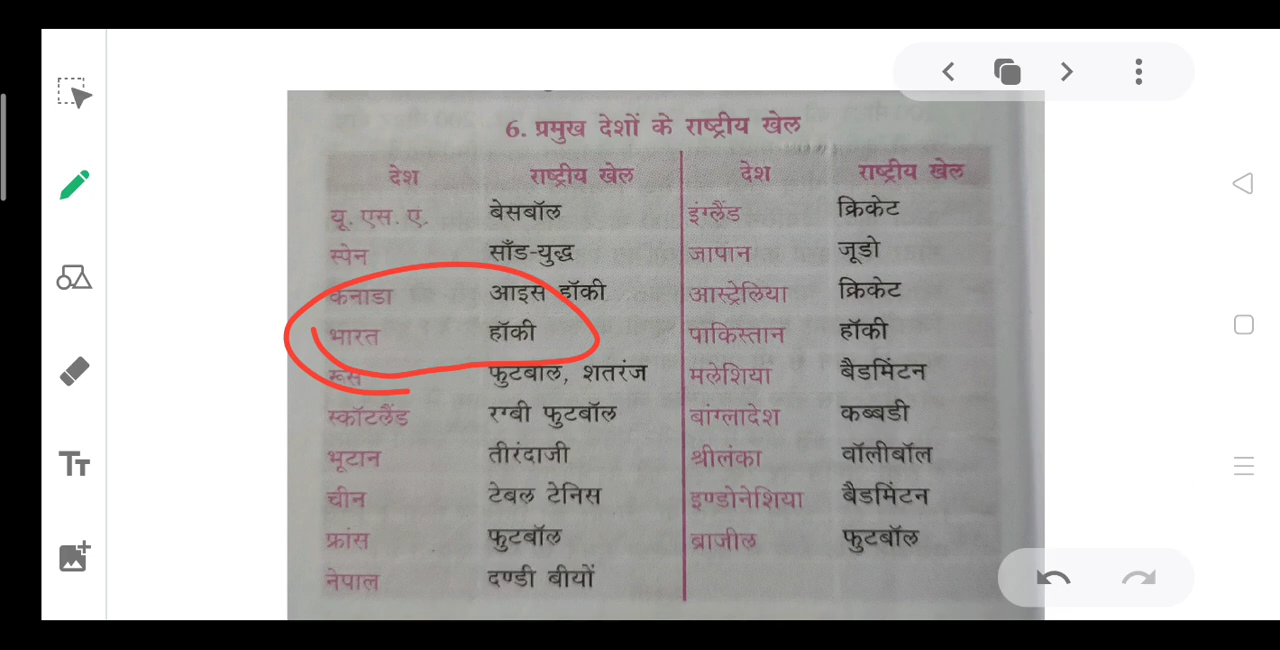 6. प्रमुख देशों के राष्ट्रीय खेल
देश राष्ट्रीय खेल देश राष्ट्रीय खेल
यू. एस. ए. बेसबॉल इंग्लैंड क्रिकेट
स्पेन साँड-युद्ध जापान जूडो
कनाडा आइस हॉकी आस्ट्रेलिया क्रिकेट
भारत हॉकी पाकिस्तान हॉकी
रूस फुटबॉल, शतरंज मलेशिया बैडमिंटन
स्कॉटलैंड रग्बी फुटबॉल बांग्लादेश कब्बडी
भूटान तीरंदाजी श्रीलंका वॉलीबॉल
चीन टेबल टेनिस इण्डोनेशिया बैडमिंटन
फ्रांस फुटबॉल ब्राजील फुटबॉल
नेपाल दण्डी बीयों